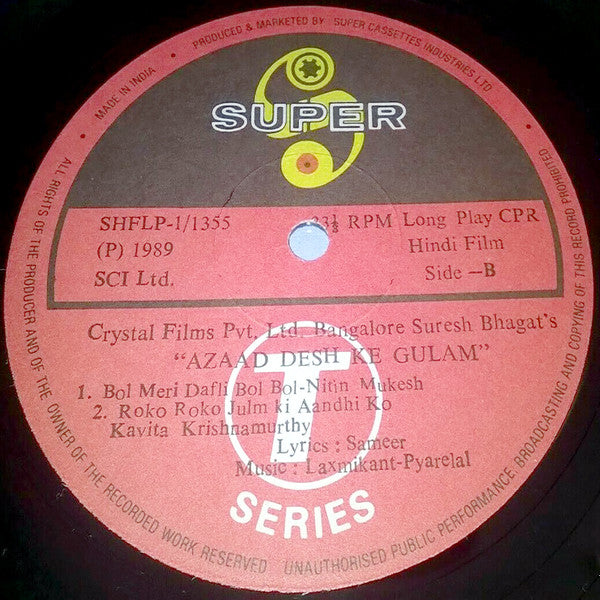 • MADE IN INDIA • PRODUCED & MARKETED BY SUPER CASSETTES INDUSTRIES LTD •
SUPER
SHFLP-1/1355
33⅓ RPM Long Play CPR
(P) 1989
Hindi Film
SCI Ltd.
Side -B
Crystal Films Pvt. Ltd. Bangalore Suresh Bhagat's
"AZAAD DESH KE GULAM"
1. Bol Meri Dafli Bol Bol-Nitin Mukesh
2. Roko Roko Julm ki Aandhi Ko
Kavita Krishnamurthy
Lyrics : Sameer
Music : Laxmikant-Pyarelal
T
SERIES
ALL RIGHTS OF THE PRODUCER AND OF THE OWNER OF THE RECORDED WORK RESERVED UNAUTHORISED PUBLIC PERFORMANCE, BROADCASTING AND COPYING OF THIS RECORD PROHIBITED